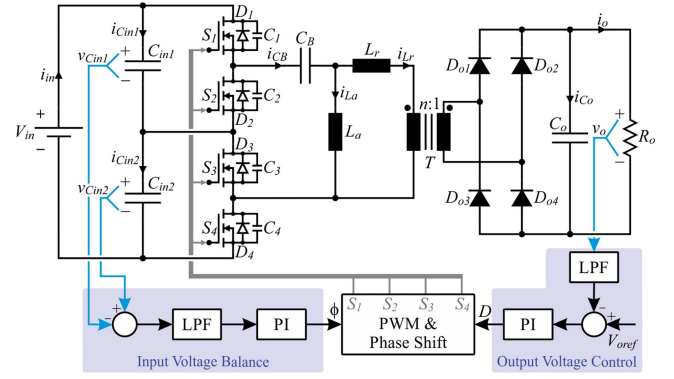 i_in
+
V_in
−
v_Cin1
+
−
i_Cin1
C_in1
v_Cin2
+
−
i_Cin2
C_in2
S_1
D_1
C_1
S_2
C_2
D_2
D_3
S_3
C_3
S_4
C_4
D_4
i_CB
C_B
L_r
i_Lr
i_La
L_a
n:1
T
D_o1
D_o2
D_o3
D_o4
i_Co
C_o
i_o
v_o
+
−
R_o
LPF
−
+
V_oref
PI
D
Output Voltage Control
S_1 S_2 S_3 S_4
PWM &
Phase Shift
ϕ
PI
LPF
+
−
Input Voltage Balance